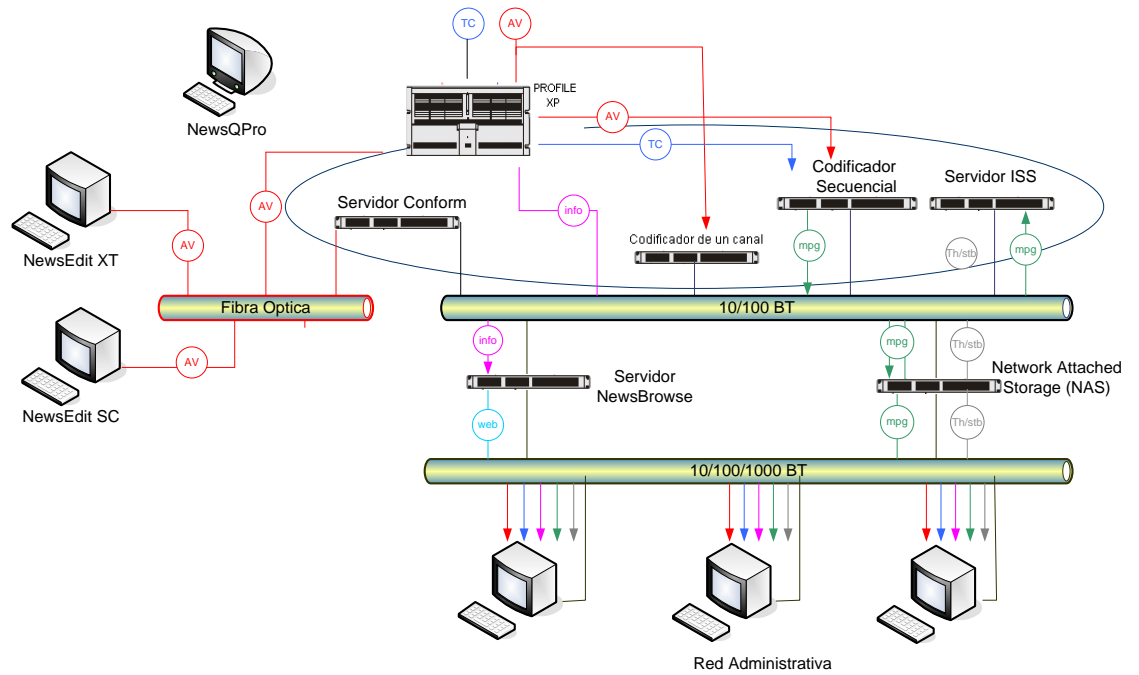 TC
AV
PROFILE
XP
NewsQPro
AV
TC
Codificador
Secuencial
Servidor ISS
NewsEdit XT
AV
AV
Servidor Conform
info
Codificador de un canal
mpg
Th/stb
mpg
Fibra Optica
10/100 BT
NewsEdit SC
AV
info
Servidor
NewsBrowse
mpg
Th/stb
Network Attached
Storage (NAS)
web
mpg
Th/stb
10/100/1000 BT
Red Administrativa